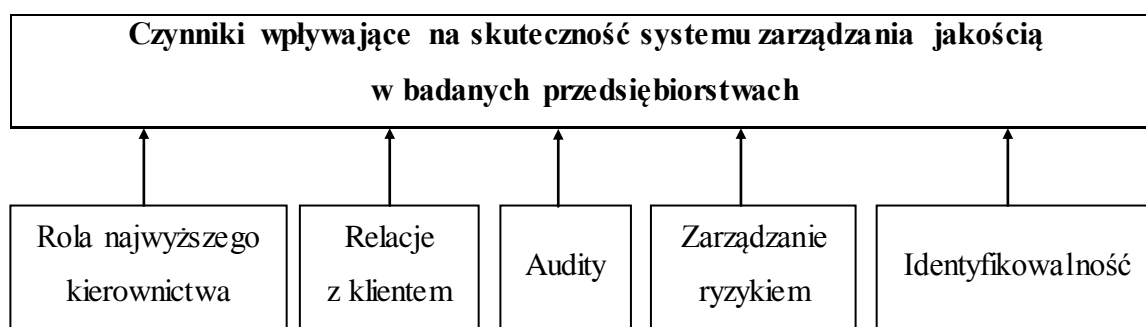 Czynniki wpływające na skuteczność systemu zarządzania jakością
w badanych przedsiębiorstwach
Rola najwyższego
kierownictwa
Relacje
z klientem
Audity
Zarządzanie
ryzykiem
Identyfikowalność